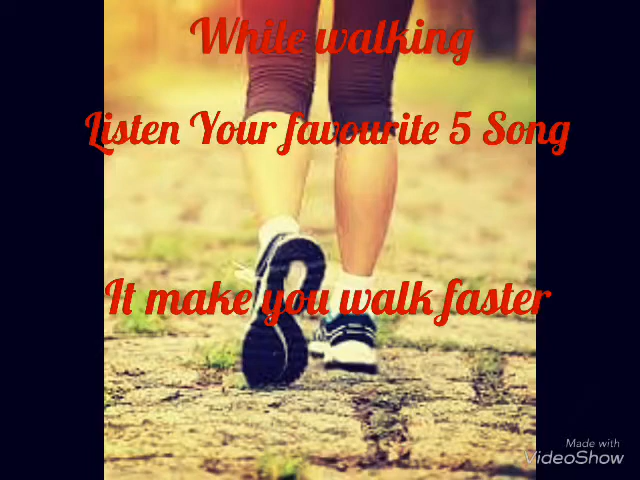 While walking
Listen Your favourite 5 Song
It make you walk faster
Made with
VideoShow